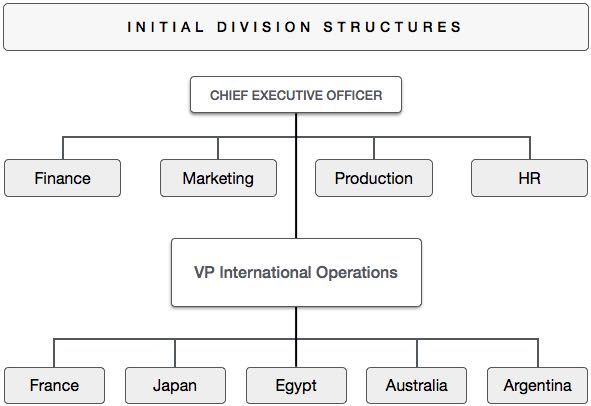 INITIAL DIVISION STRUCTURES
CHIEF EXECUTIVE OFFICER
Finance
Marketing
Production
HR
VP International Operations
France
Japan
Egypt
Australia
Argentina